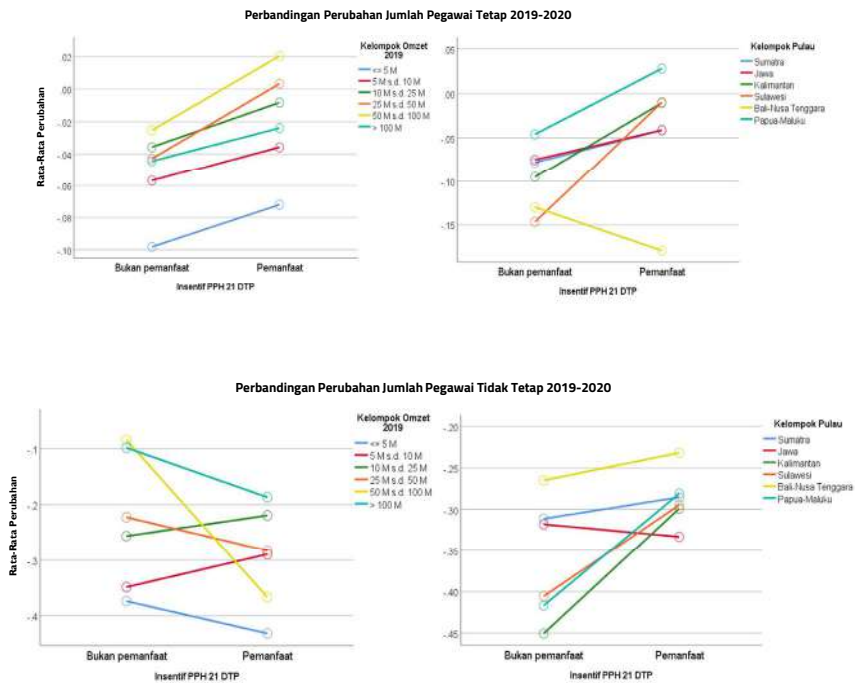 Perbandingan Perubahan Jumlah Pegawai Tetap 2019-2020
Rata-Rata Perubahan
.02
.00
-.02
-.04
-.06
-.08
-.10
Bukan pemanfaat
Pemanfaat
Insentif PPH 21 DTP
Kelompok Omzet
2019
<= 5 M
5 M s.d. 10 M
10 M s.d. 25 M
25 M s.d. 50 M
50 M s.d. 100 M
> 100 M
.05
.00
-.05
-.10
-.15
Bukan pemanfaat
Pemanfaat
Insentif PPH 21 DTP
Kelompok Pulau
Sumatra
Jawa
Kalimantan
Sulawesi
Bali-Nusa Tenggara
Papua-Maluku
Perbandingan Perubahan Jumlah Pegawai Tidak Tetap 2019-2020
Rata-Rata Perubahan
-.1
-.2
-.3
-.4
Bukan pemanfaat
Pemanfaat
Insentif PPH 21 DTP
Kelompok Omzet
2019
<= 5 M
5 M s.d. 10 M
10 M s.d. 25 M
25 M s.d. 50 M
50 M s.d. 100 M
> 100 M
-.20
-.25
-.30
-.35
-.40
-.45
Bukan pemanfaat
Pemanfaat
Insentif PPH 21 DTP
Kelompok Pulau
Sumatra
Jawa
Kalimantan
Sulawesi
Bali-Nusa Tenggara
Papua-Maluku